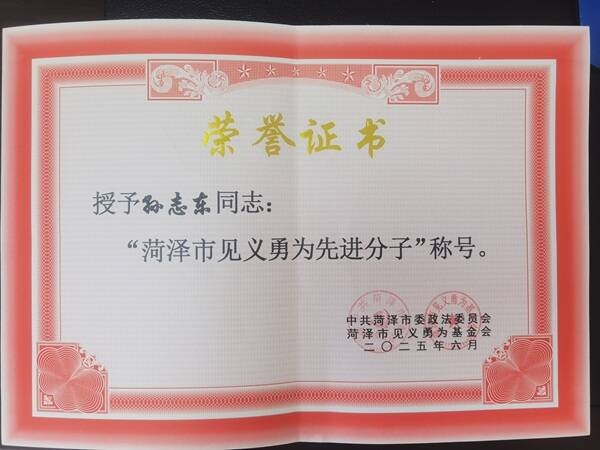 荣誉证书
授予孙志东同志：
“菏泽市见义勇为先进分子”称号。
中共菏泽市委政法委员会
菏泽市见义勇为基金会
二〇二五年六月